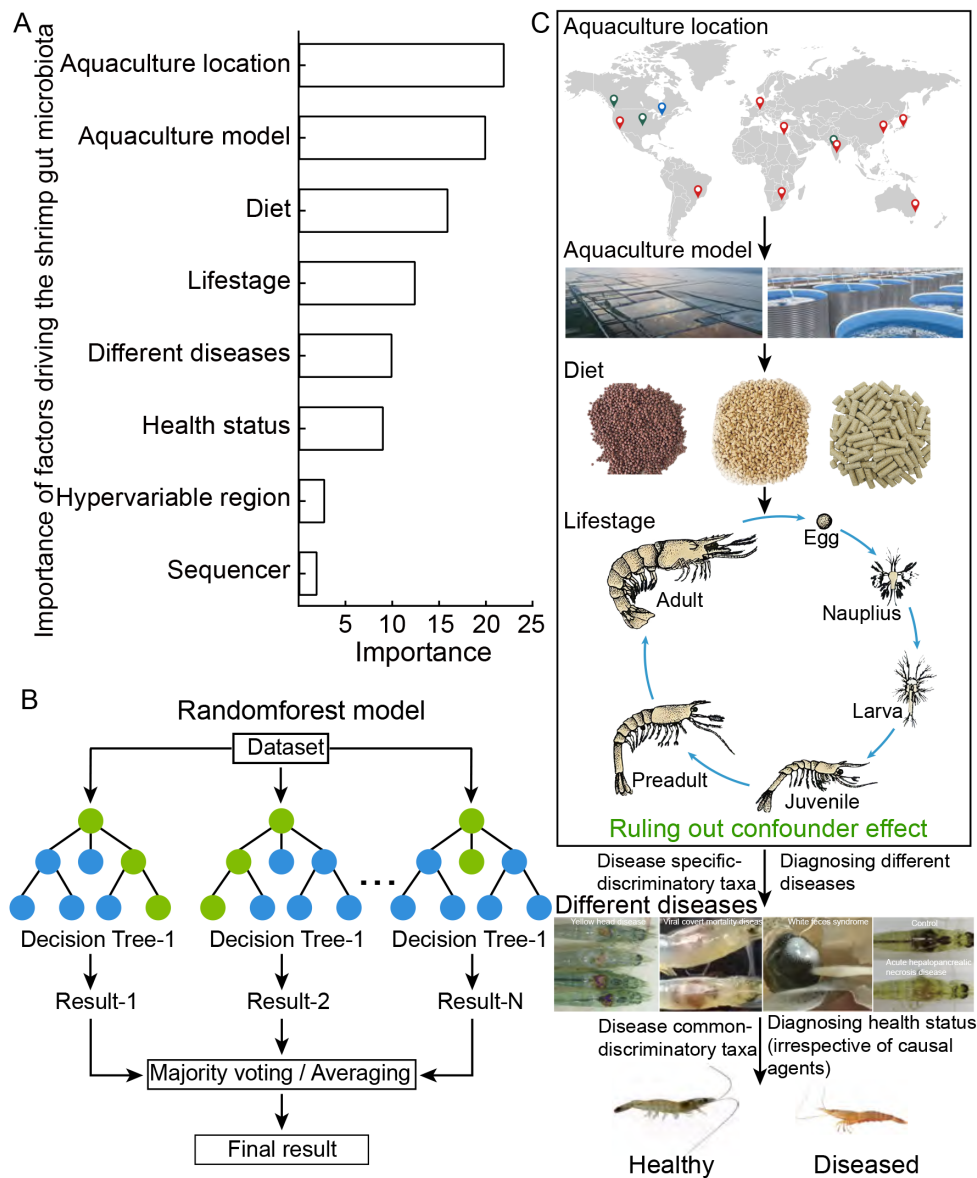 A
Importance of factors driving the shrimp gut microbiota
Aquaculture location
Aquaculture model
Diet
Lifestage
Different diseases
Health status
Hypervariable region
Sequencer
5 10 15 20 25
Importance
B
Randomforest model
Dataset
...
Decision Tree-1 Decision Tree-1 Decision Tree-1
Result-1 Result-2 Result-N
Majority voting / Averaging
Final result
C
Aquaculture location
Aquaculture model
Diet
Lifestage
Egg
Nauplius
Larva
Juvenile
Preadult
Adult
Ruling out confounder effect
Disease specific-
discriminatory taxa
Diagnosing different
diseases
Different diseases
Yellow head disease
Viral covert mortality diseas
White feces syndrome
Control
Acute hepatopancreatic
necrosis disease
Disease common-
discriminatory taxa
Diagnosing health status
(irrespective of causal
agents)
Healthy
Diseased